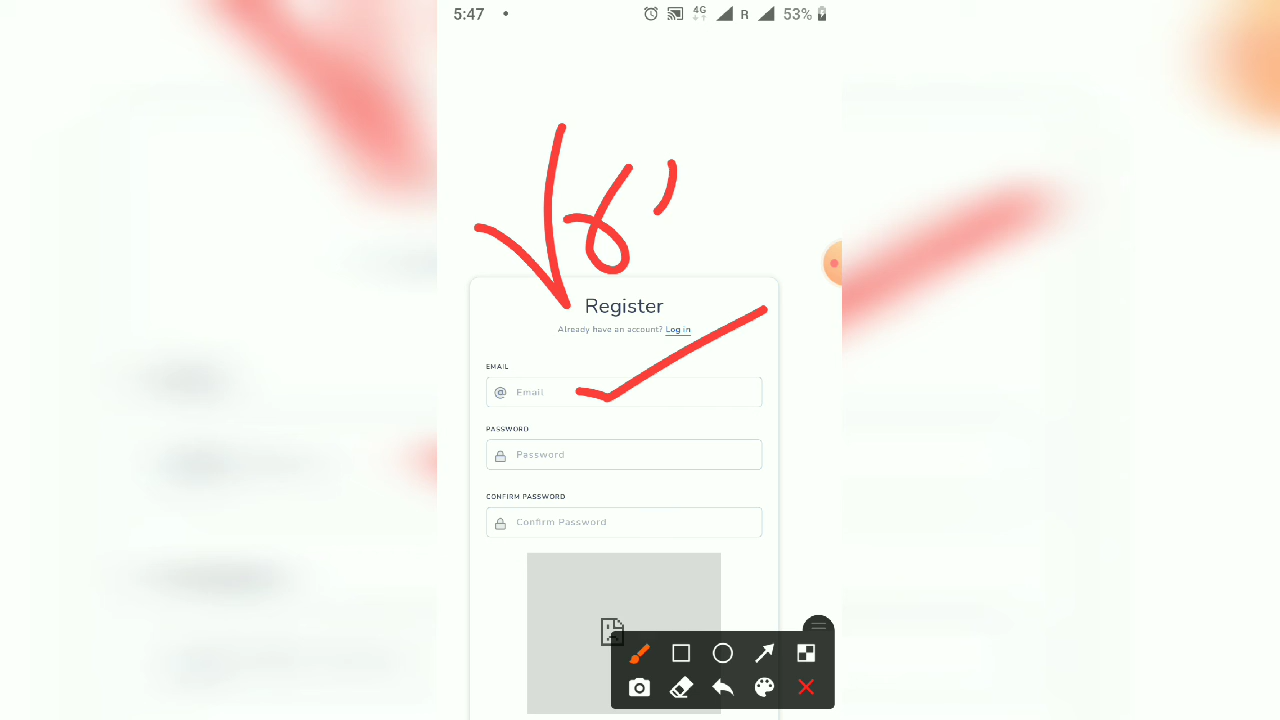 5:47
4G R 53%
Register
Already have an account? Log in
EMAIL
Email
PASSWORD
Password
CONFIRM PASSWORD
Confirm Password